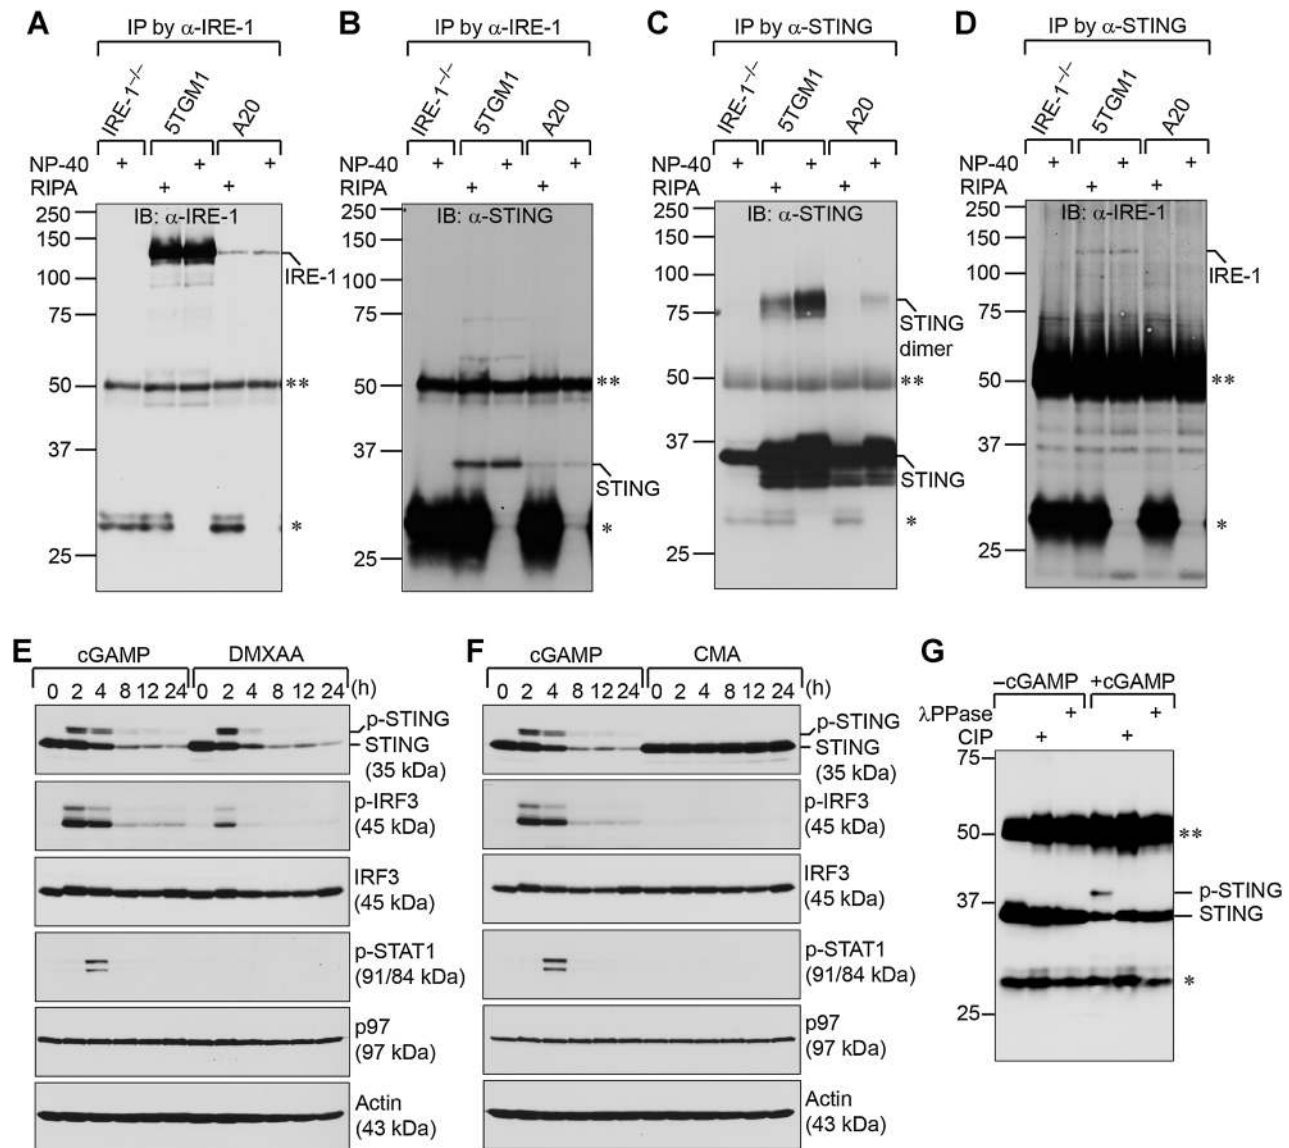 A
IP by α-IRE-1
IRE-1−/−
5TGM1
A20
NP-40 + + +
RIPA + +
IB: α-IRE-1
250
150
100
75
50
37
25
IRE-1
**
*
B
IP by α-IRE-1
IRE-1−/−
5TGM1
A20
NP-40 + + +
RIPA + +
IB: α-STING
250
150
100
75
50
37
25
**
STING
*
C
IP by α-STING
IRE-1−/−
5TGM1
A20
NP-40 + + +
RIPA + +
IB: α-STING
250
150
100
75
50
37
25
STING
dimer
**
STING
*
D
IP by α-STING
IRE-1−/−
5TGM1
A20
NP-40 + + +
RIPA + +
IB: α-IRE-1
250
150
100
75
50
37
25
IRE-1
**
*
E
cGAMP DMXAA
0 2 4 8 12 24 0 2 4 8 12 24 (h)
p-STING
STING
(35 kDa)
p-IRF3
(45 kDa)
IRF3
(45 kDa)
p-STAT1
(91/84 kDa)
p97
(97 kDa)
Actin
(43 kDa)
F
cGAMP CMA
0 2 4 8 12 24 0 2 4 8 12 24 (h)
p-STING
STING
(35 kDa)
p-IRF3
(45 kDa)
IRF3
(45 kDa)
p-STAT1
(91/84 kDa)
p97
(97 kDa)
Actin
(43 kDa)
G
−cGAMP +cGAMP
λPPase + +
CIP + +
75
50
37
25
**
p-STING
STING
*